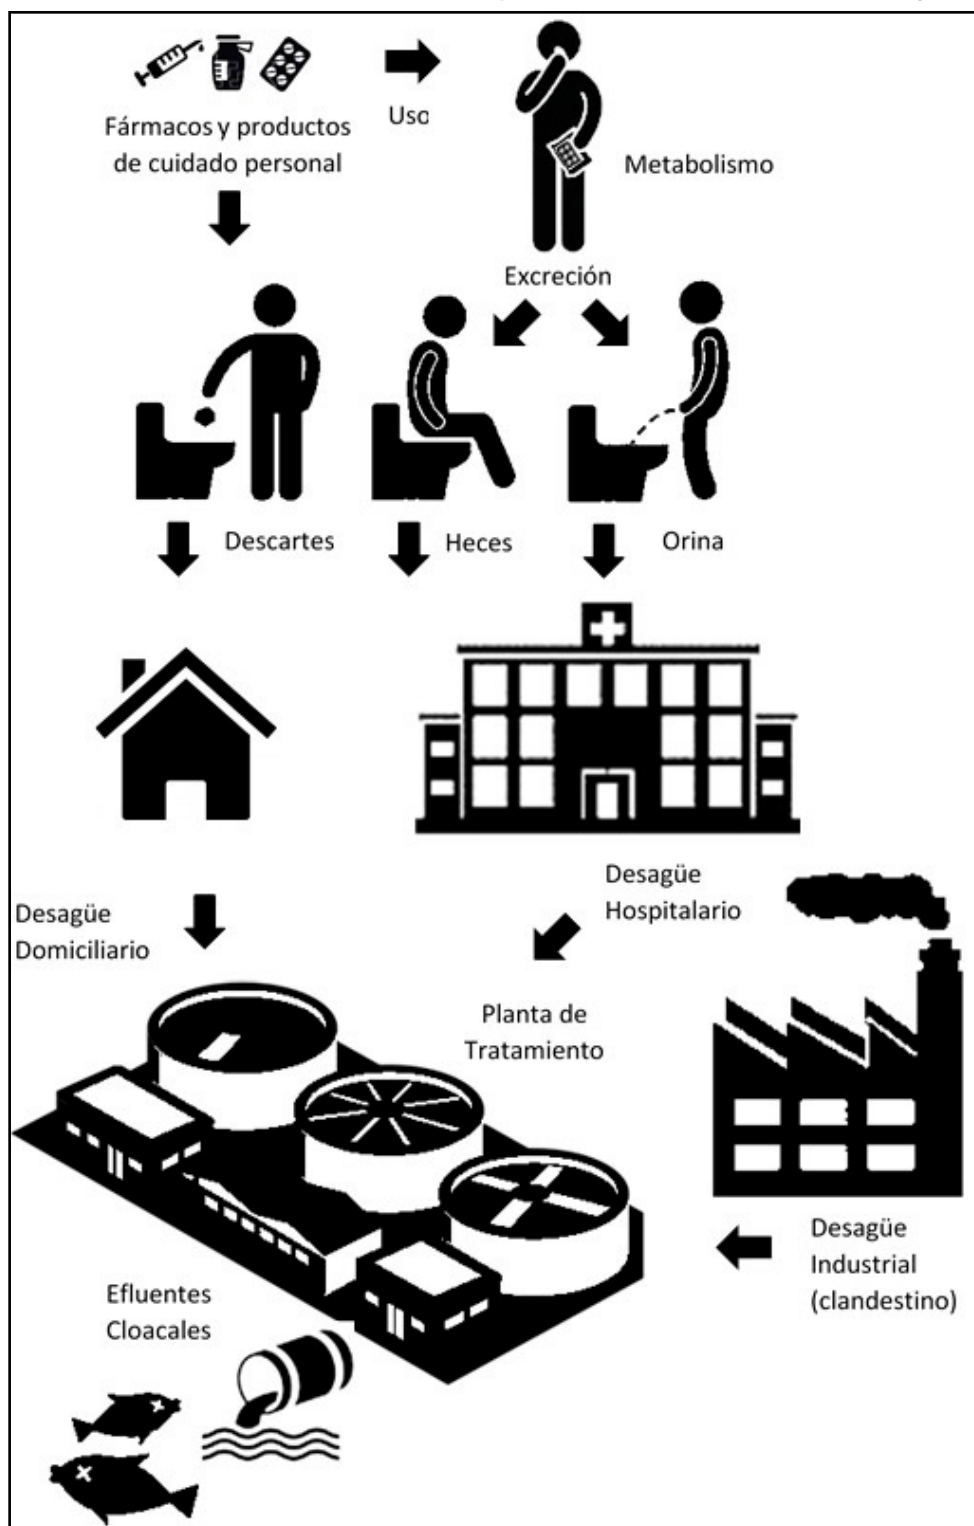 Uso
Fármacos y productos
de cuidado personal
Metabolismo
Excreción
Descartes
Heces
Orina
Desagüe
Hospitalario
Desagüe
Domiciliario
Planta de
Tratamiento
Desagüe
Industrial
(clandestino)
Efluentes
Cloacales